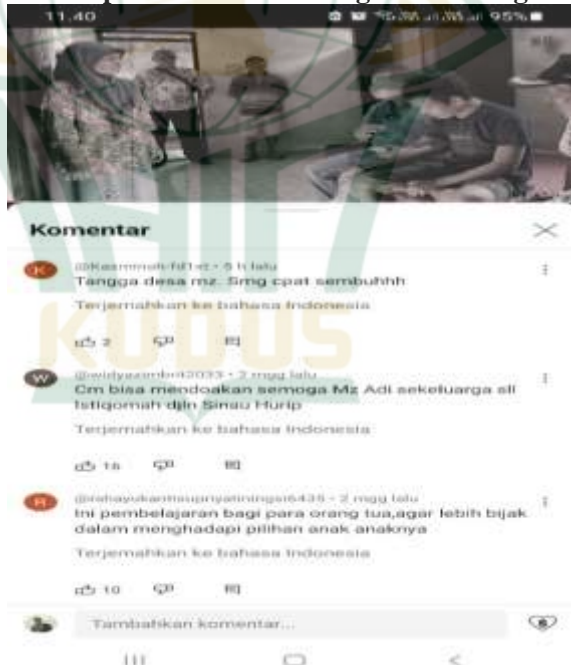 11.40
95%
Komentar
Tangga desa mz. Smg cpat sembuhhh
Terjemahkan ke bahasa Indonesia
2
@widyaambrit2033 • 2 mgg lalu
Cm bisa mendoakan semoga Mz Adi sekeluarga sll
Istiqomah djln Sinau Hurip
Terjemahkan ke bahasa Indonesia
16
2 mgg lalu
Ini pembelajaran bagi para orang tua,agar lebih bijak
dalam menghadapi pilihan anak anaknya
Terjemahkan ke bahasa Indonesia
10
Tambahkan komentar...
KUDUS